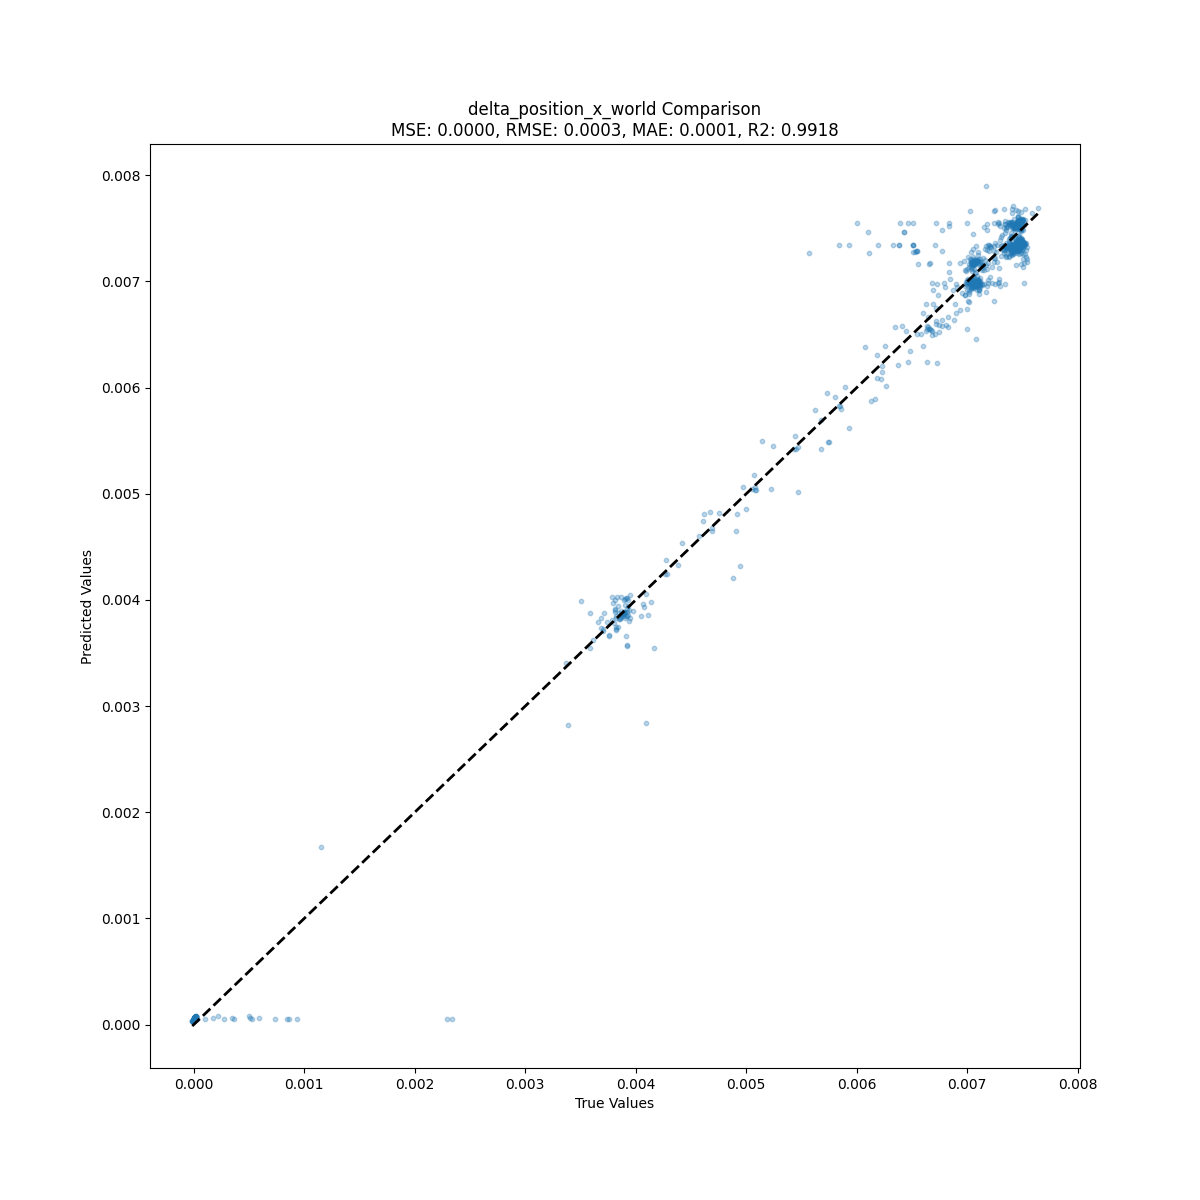 delta_position_x_world Comparison
MSE: 0.0000, RMSE: 0.0003, MAE: 0.0001, R2: 0.9918
0.008
0.007
0.006
0.005
0.004
0.003
0.002
0.001
0.000
Predicted Values
0.000 0.001 0.002 0.003 0.004 0.005 0.006 0.007 0.008
True Values